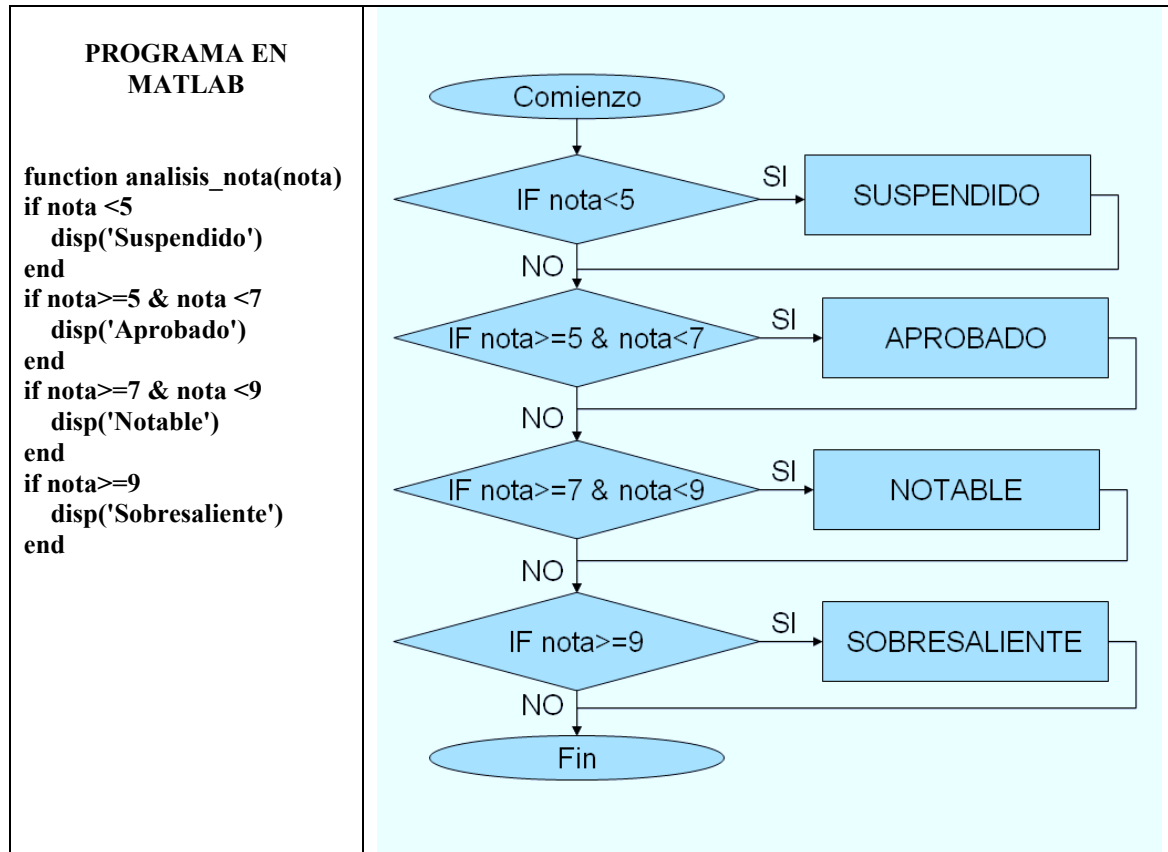 PROGRAMA EN
MATLAB
function analisis_nota(nota)
if nota <5
disp('Suspendido')
end
if nota>=5 & nota <7
disp('Aprobado')
end
if nota>=7 & nota <9
disp('Notable')
end
if nota>=9
disp('Sobresaliente')
end
Comienzo
IF nota<5
SI
SUSPENDIDO
NO
IF nota>=5 & nota<7
SI
APROBADO
NO
IF nota>=7 & nota<9
SI
NOTABLE
NO
IF nota>=9
SI
SOBRESALIENTE
NO
Fin